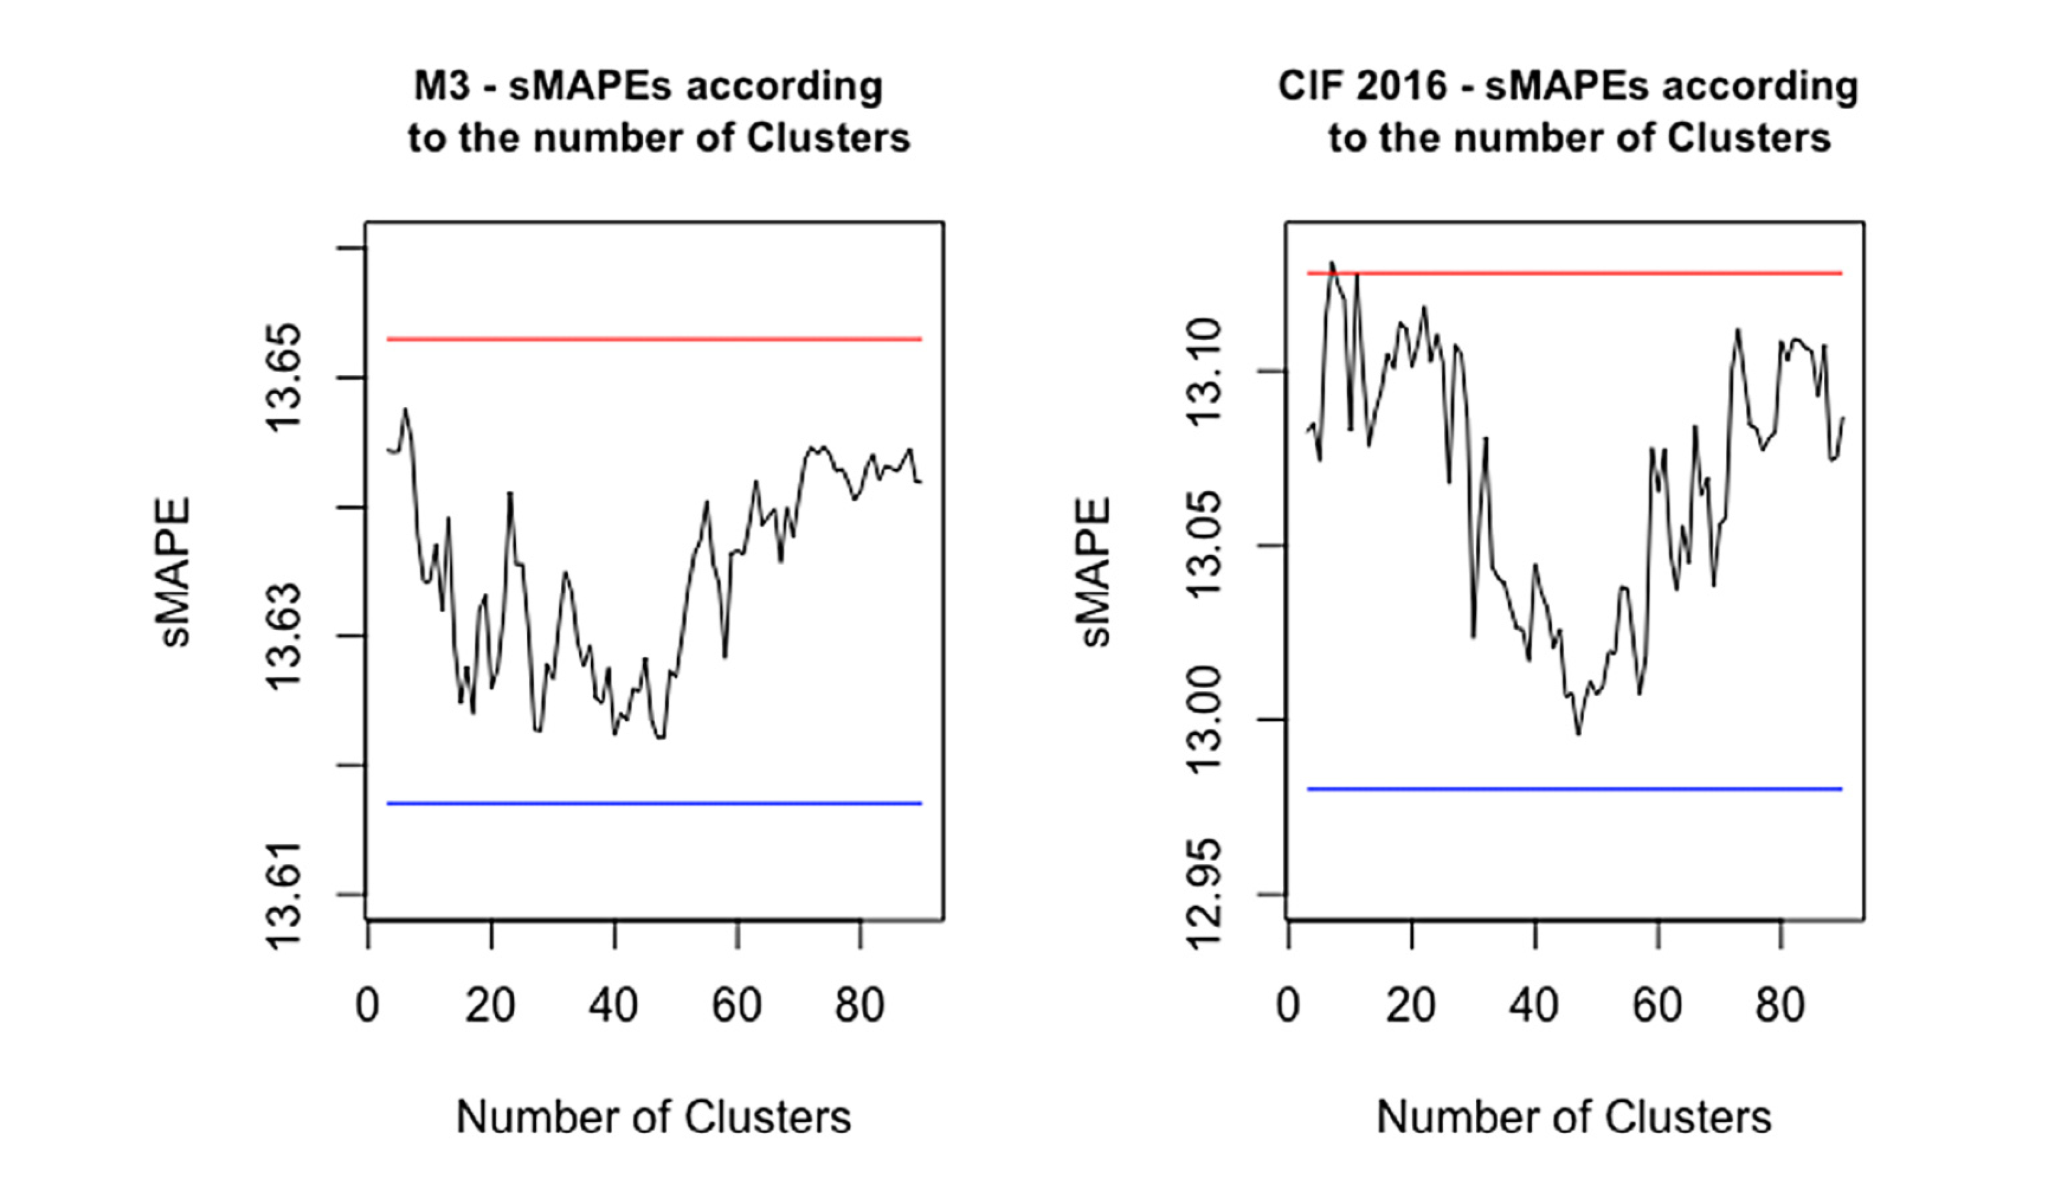 M3 - sMAPEs according
to the number of Clusters
sMAPE
13.65
13.63
13.61
0 20 40 60 80
Number of Clusters
CIF 2016 - sMAPEs according
to the number of Clusters
sMAPE
13.10
13.05
13.00
12.95
0 20 40 60 80
Number of Clusters